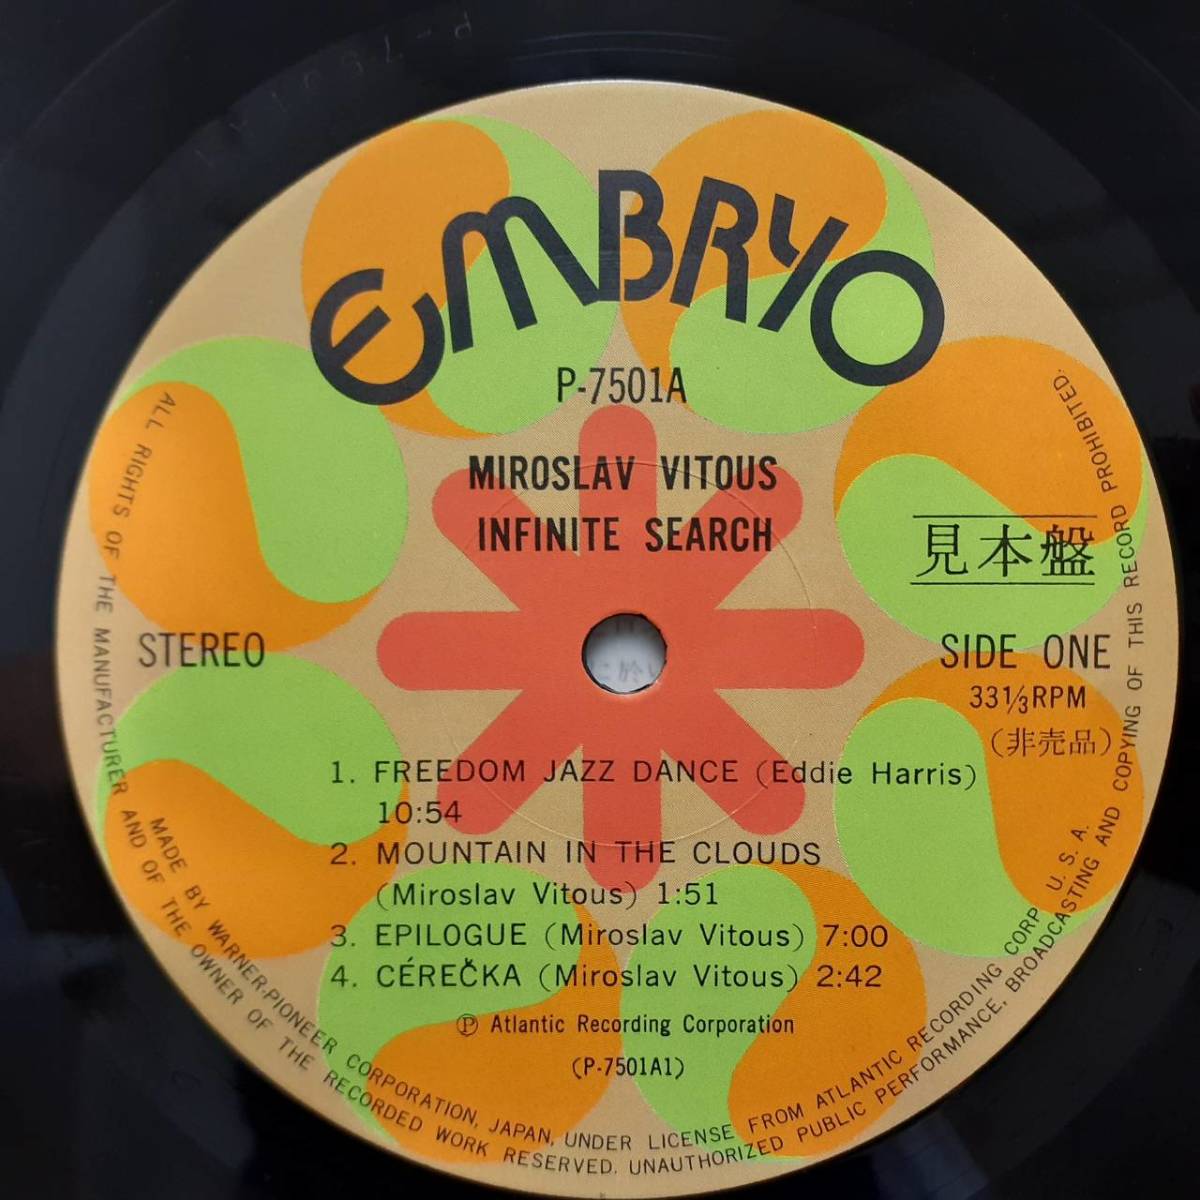 P-7501
EMBRYO
P-7501A
MIROSLAV VITOUS
INFINITE SEARCH
見本盤
STEREO
SIDE ONE
33⅓RPM
(非売品)
1. FREEDOM JAZZ DANCE (Eddie Harris)
10:54
2. MOUNTAIN IN THE CLOUDS
(Miroslav Vitous) 1:51
3. EPILOGUE (Miroslav Vitous) 7:00
4. CÉREČKA (Miroslav Vitous) 2:42
Ⓟ Atlantic Recording Corporation
(P-7501A1)
MADE BY WARNER-PIONEER CORPORATION, JAPAN, UNDER LICENSE FROM ATLANTIC RECORDING CORP U. S. A.
ALL RIGHTS OF THE MANUFACTURER AND OF THE OWNER OF THE RECORDED WORK RESERVED. UNAUTHORIZED PUBLIC PERFORMANCE, BROADCASTING AND COPYING OF THIS RECORD PROHIBITED.